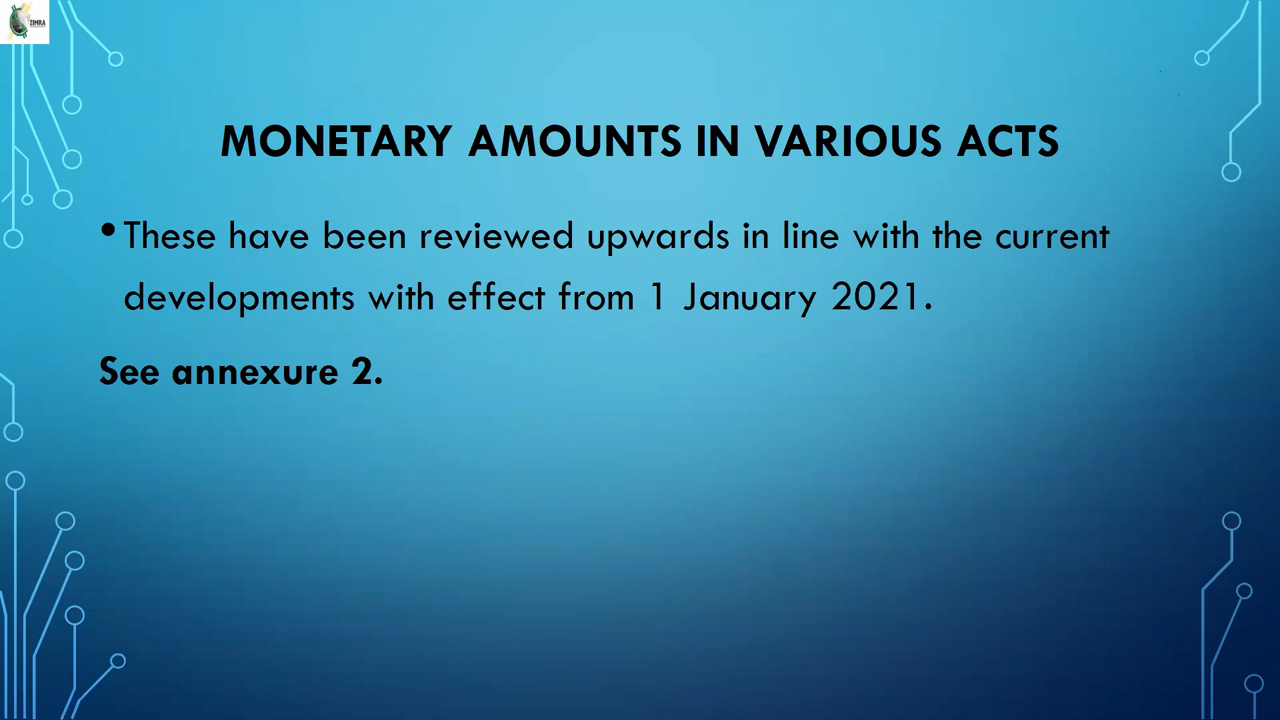 ZIMRA
MONETARY AMOUNTS IN VARIOUS ACTS
• These have been reviewed upwards in line with the current
developments with effect from 1 January 2021.
See annexure 2.